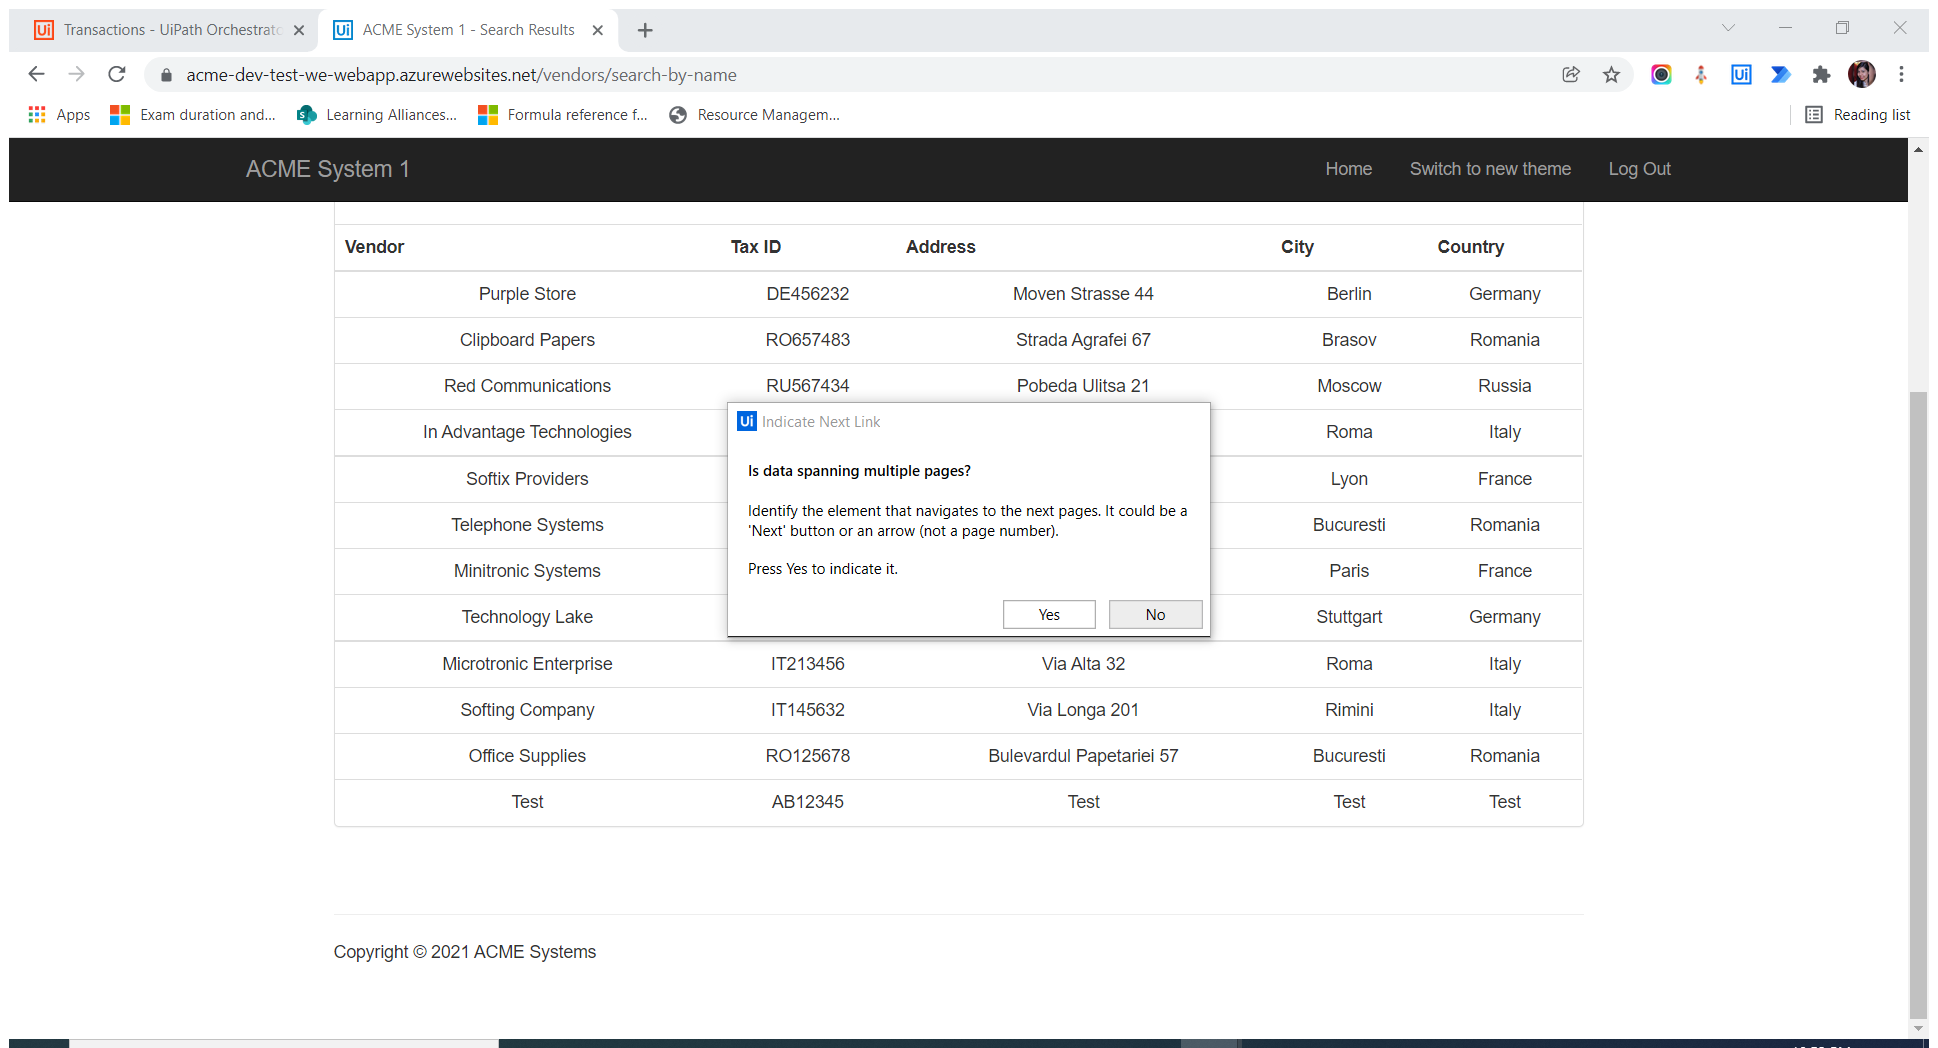 Ui Transactions - UiPath Orchestrato Ui ACME System 1 - Search Results
acme-dev-test-we-webapp.azurewebsites.net/vendors/search-by-name Ui
Apps Exam duration and... S Learning Alliances... Formula reference f... Resource Managem... Reading list
ACME System 1 Home Switch to new theme Log Out
Vendor Tax ID Address City Country
Purple Store DE456232 Moven Strasse 44 Berlin Germany
Clipboard Papers RO657483 Strada Agrafei 67 Brasov Romania
Red Communications RU567434 Pobeda Ulitsa 21 Moscow Russia
In Advantage Technologies Roma Italy
Softix Providers Lyon France
Telephone Systems Bucuresti Romania
Minitronic Systems Paris France
Technology Lake Stuttgart Germany
Ui Indicate Next Link
Is data spanning multiple pages?
Identify the element that navigates to the next pages. It could be a
'Next' button or an arrow (not a page number).
Press Yes to indicate it.
Yes No
Microtronic Enterprise IT213456 Via Alta 32 Roma Italy
Softing Company IT145632 Via Longa 201 Rimini Italy
Office Supplies RO125678 Bulevardul Papetariei 57 Bucuresti Romania
Test AB12345 Test Test Test
Copyright © 2021 ACME Systems